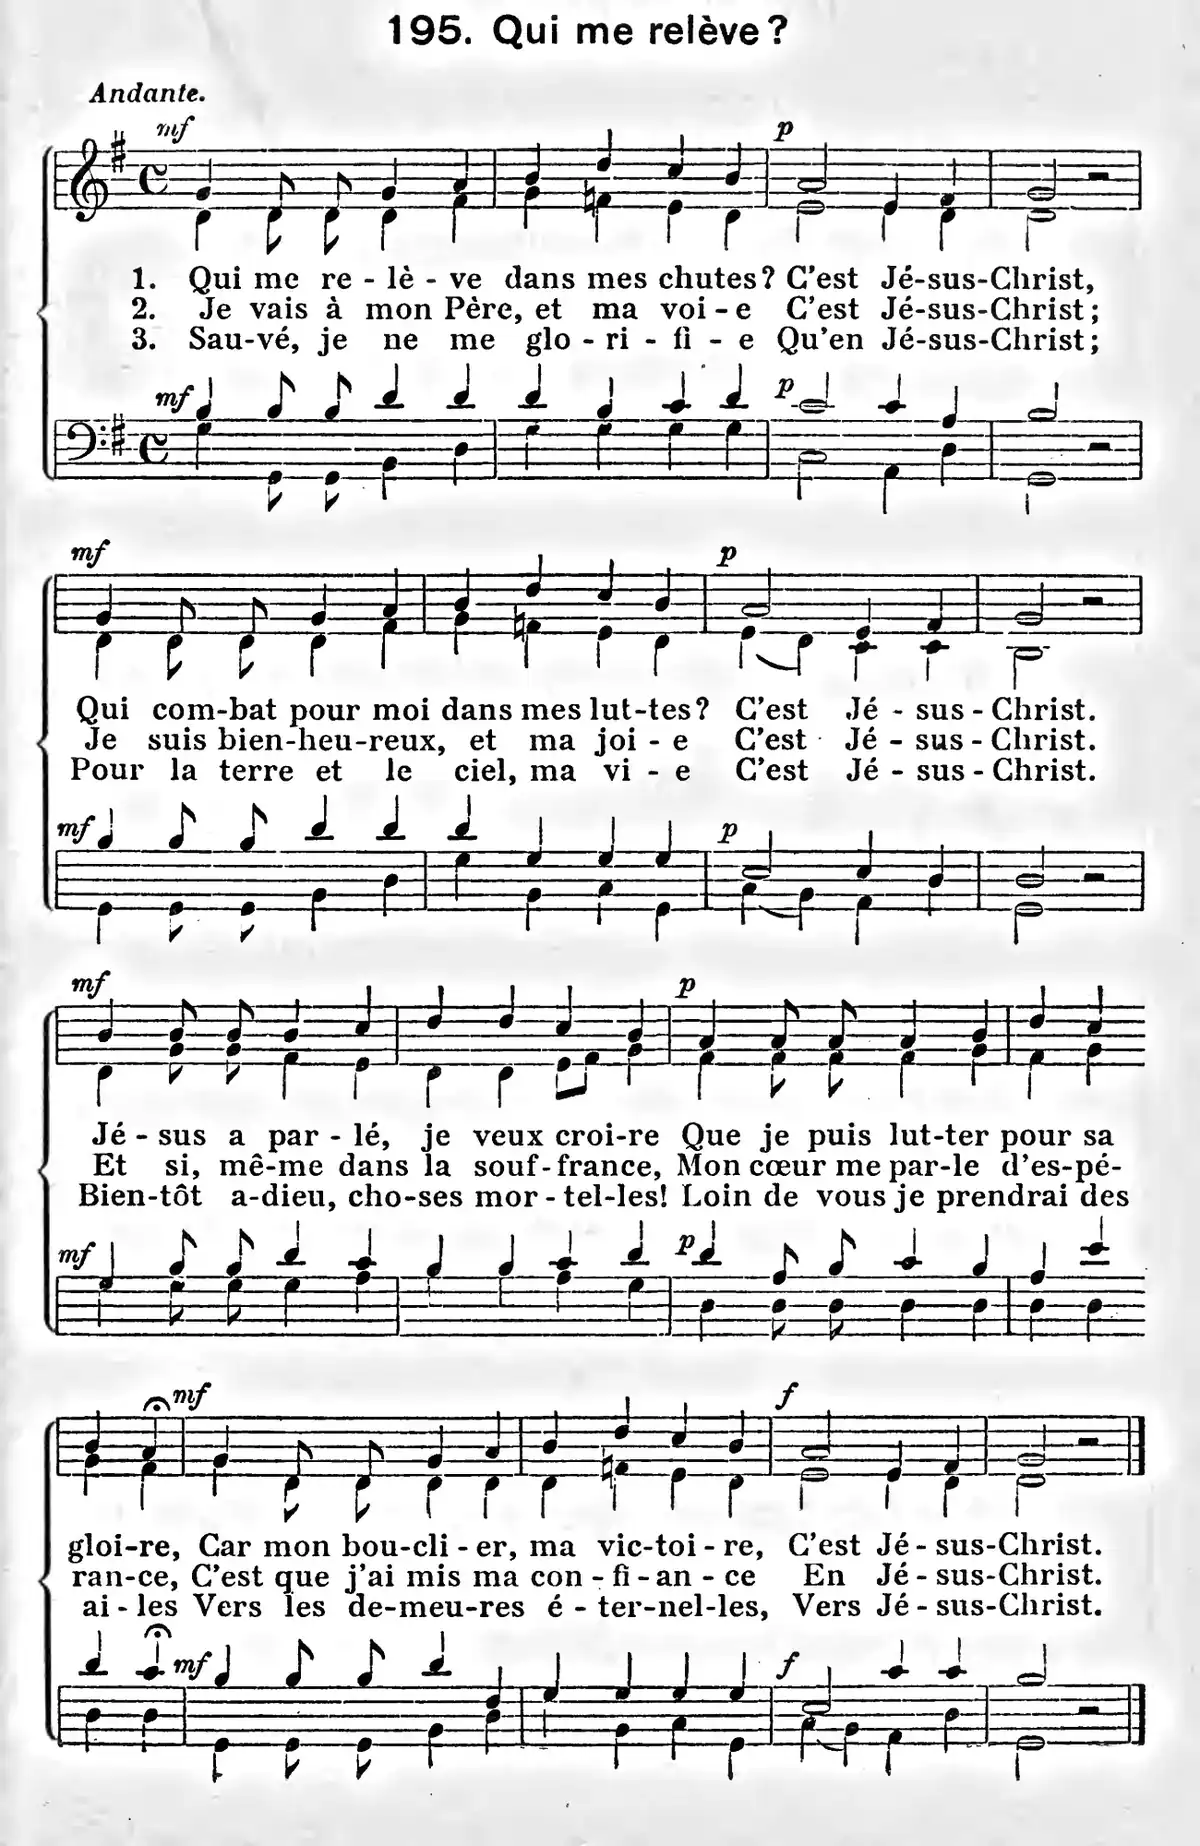 195. Qui me relève ?
Andante.
mf p
1. Qui me re - lè - ve dans mes chutes? C'est Jé-sus-Christ,
2. Je vais à mon Père, et ma voi - e C'est Jé-sus-Christ;
3. Sau-vé, je ne me glo - ri - fi - e Qu'en Jé-sus-Christ;
mf p
mf p
Qui com-bat pour moi dans mes lut-tes? C'est Jé - sus - Christ.
Je suis bien-heu-reux, et ma joi - e C'est Jé - sus - Christ.
Pour la terre et le ciel, ma vi - e C'est Jé - sus - Christ.
mf p
mf p
Jé - sus a par - lé, je veux croi-re Que je puis lut-ter pour sa
Et si, mê-me dans la souf-france, Mon cœur me par-le d'es-pé-
Bien-tôt a-dieu, cho-ses mor-tel-les! Loin de vous je prendrai des
mf p
mf f
gloi-re, Car mon bou-cli - er, ma vic-toi - re, C'est Jé - sus-Christ.
ran-ce, C'est que j'ai mis ma con - fi - an - ce En Jé - sus-Christ.
ai - les Vers les de-meu-res é - ter-nel-les, Vers Jé - sus-Christ.
mf f